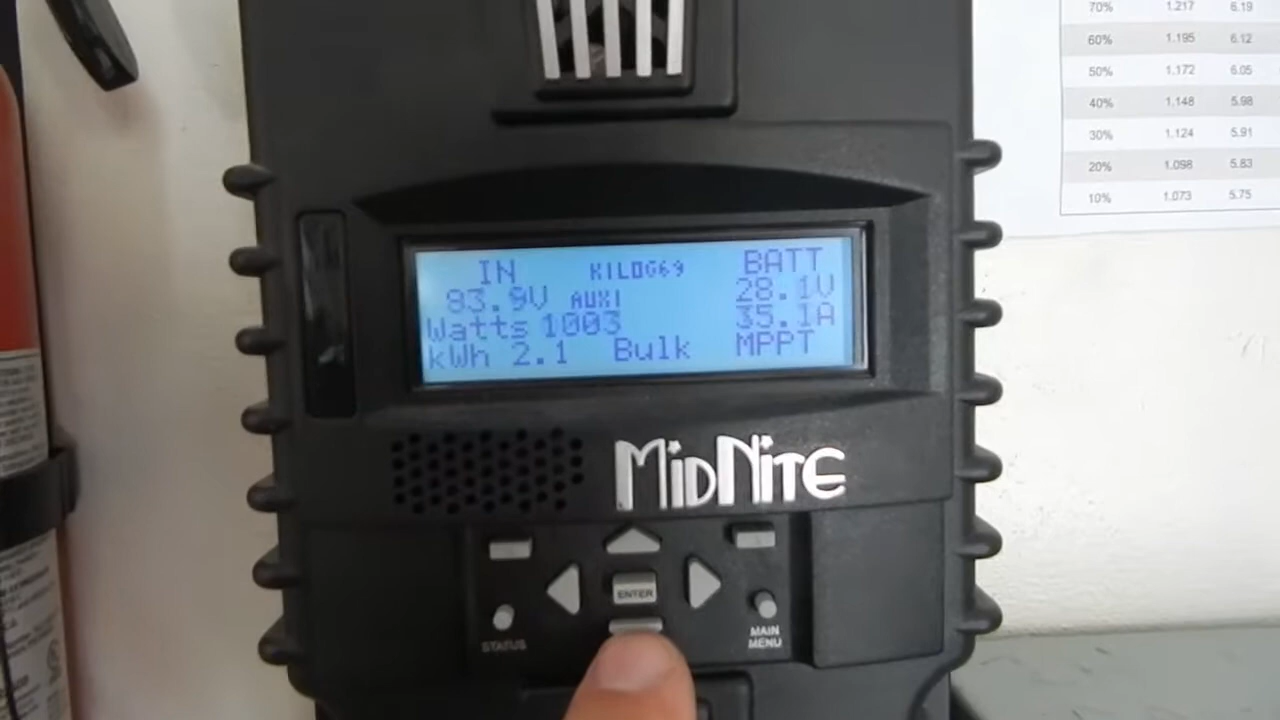 70% 1.217 6.19
60% 1.195 6.12
50% 1.172 6.05
40% 1.148 5.98
30% 1.124 5.91
20% 1.098 5.83
10% 1.073 5.75
IN KILOG69 BATT
83.9V AUX1 28.1V
Watts 1003 35.1A
kWh 2.1 Bulk MPPT
MIDNITE
ENTER
STATUS
MAIN
MENU